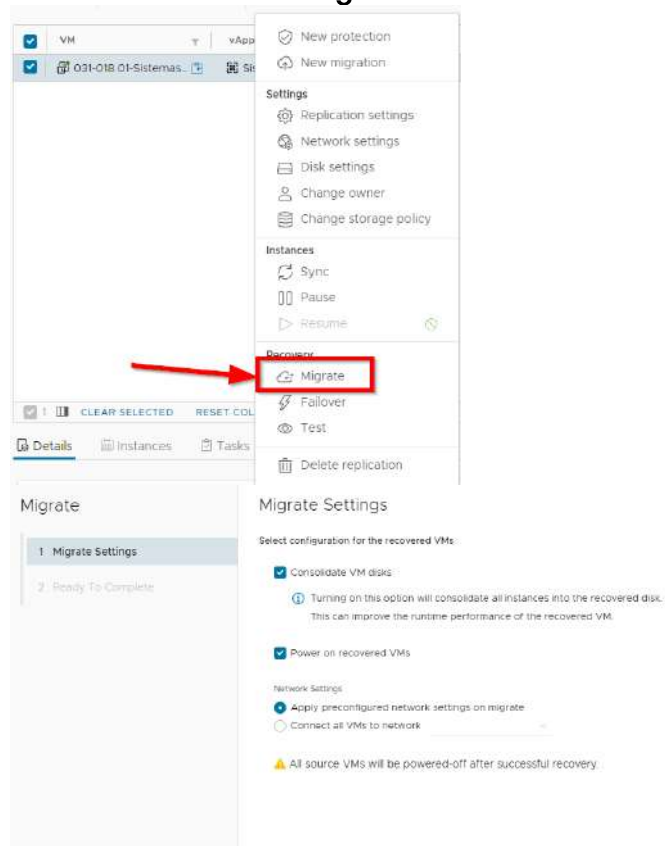 VM
vApp
031-018 01-Sistemas...
Sis
New protection
New migration
Settings
Replication settings
Network settings
Disk settings
Change owner
Change storage policy
Instances
Sync
Pause
Resume
Recovery
Migrate
Failover
Test
Delete replication
1
CLEAR SELECTED
RESET COL
Details
Instances
Tasks
Migrate
1 Migrate Settings
2 Ready To Complete
Migrate Settings
Select configuration for the recovered VMs
Consolidate VM disks
Turning on this option will consolidate all instances into the recovered disk.
This can improve the runtime performance of the recovered VM.
Power on recovered VMs
Network Settings
Apply preconfigured network settings on migrate
Connect all VMs to network
All source VMs will be powered-off after successful recovery.